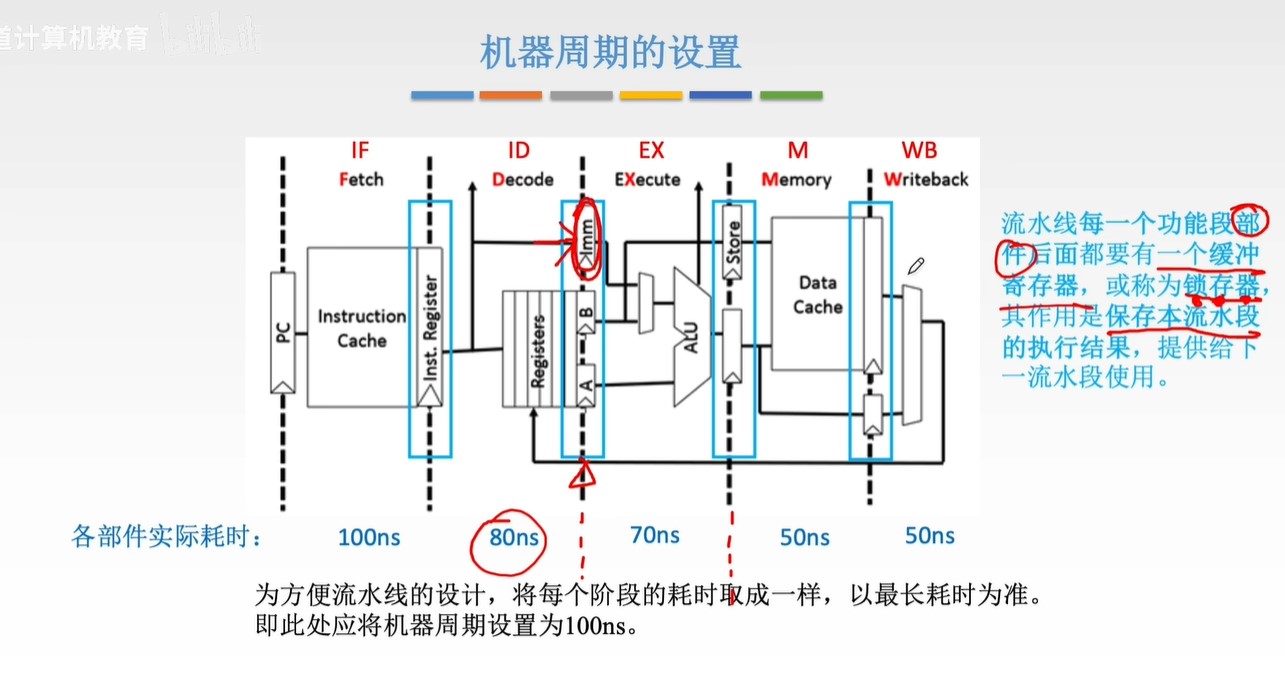 道计算机教育
机器周期的设置
IF
ID
EX
M
WB
Fetch
Decode
EXecute
Memory
Writeback
PC
Instruction
Cache
Inst. Register
Registers
Imm
B
A
ALU
Store
Data
Cache
流水线每一个功能段部
件后面都要有一个缓冲
寄存器，或称为锁存器，
其作用是保存本流水段
的执行结果，提供给下
一流水段使用。
各部件实际耗时：
100ns
80ns
70ns
50ns
50ns
为方便流水线的设计，将每个阶段的耗时取成一样，以最长耗时为准。
即此处应将机器周期设置为100ns。